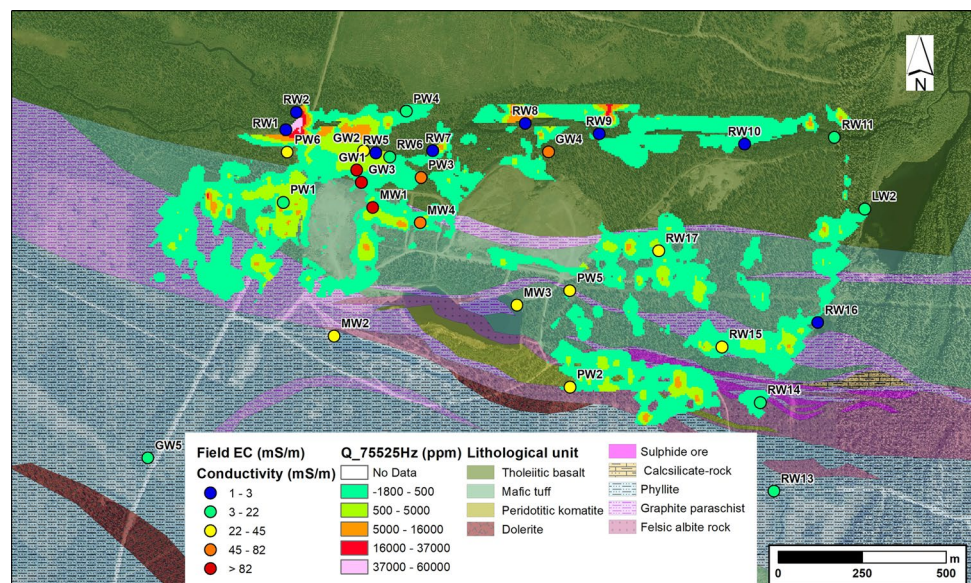 N
RW2
PW4
RW1
RW8
RW9
RW11
PW6
GW2
RW5
RW6
RW7
GW4
RW10
GW1
GW3
PW3
PW1
MW1
LW2
MW4
RW17
PW5
MW3
RW16
MW2
RW15
PW2
RW14
GW5
RW13
Field EC (mS/m)
Conductivity (mS/m)
1 - 3
3 - 22
22 - 45
45 - 82
> 82
Q_75525Hz (ppm)
No Data
-1800 - 500
500 - 5000
5000 - 16000
16000 - 37000
37000 - 60000
Lithological unit
Tholeiitic basalt
Mafic tuff
Peridotitic komatite
Dolerite
Sulphide ore
Calcsilicate-rock
Phyllite
Graphite paraschist
Felsic albite rock
m
0 250 500